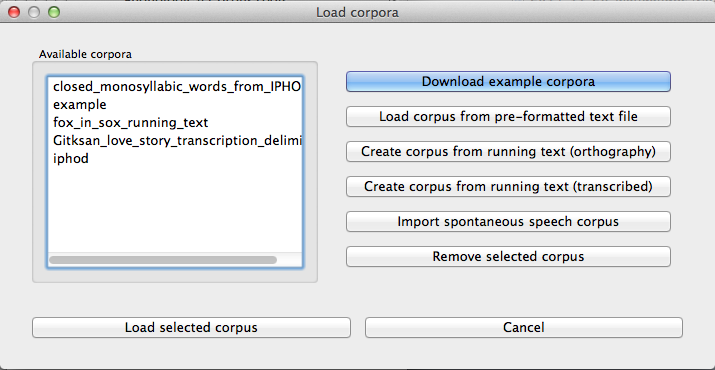 Load corpora
Available corpora
closed_monosyllabic_words_from_IPHO
example
fox_in_sox_running_text
Gitksan_love_story_transcription_delimi
iphod
Download example corpora
Load corpus from pre-formatted text file
Create corpus from running text (orthography)
Create corpus from running text (transcribed)
Import spontaneous speech corpus
Remove selected corpus
Load selected corpus
Cancel